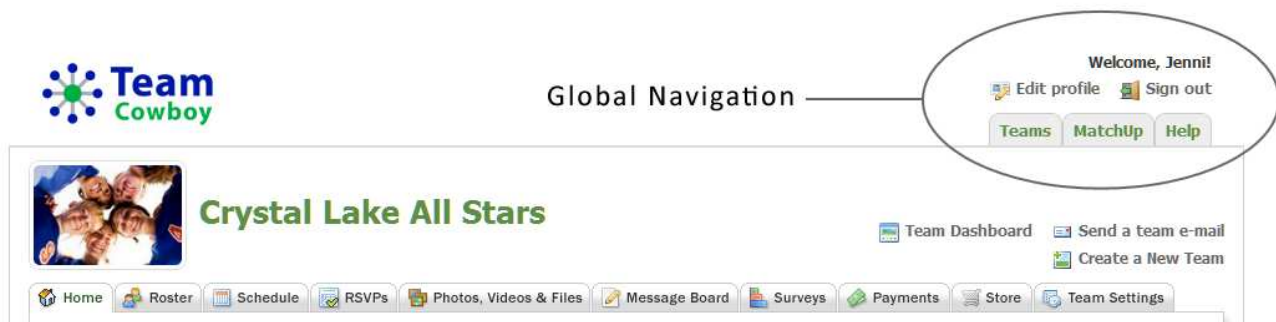 Team
Cowboy
Global Navigation
Welcome, Jenni!
Edit profile Sign out
Teams MatchUp Help
Crystal Lake All Stars
Team Dashboard Send a team e-mail
Create a New Team
Home Roster Schedule RSVPs Photos, Videos & Files Message Board Surveys Payments Store Team Settings